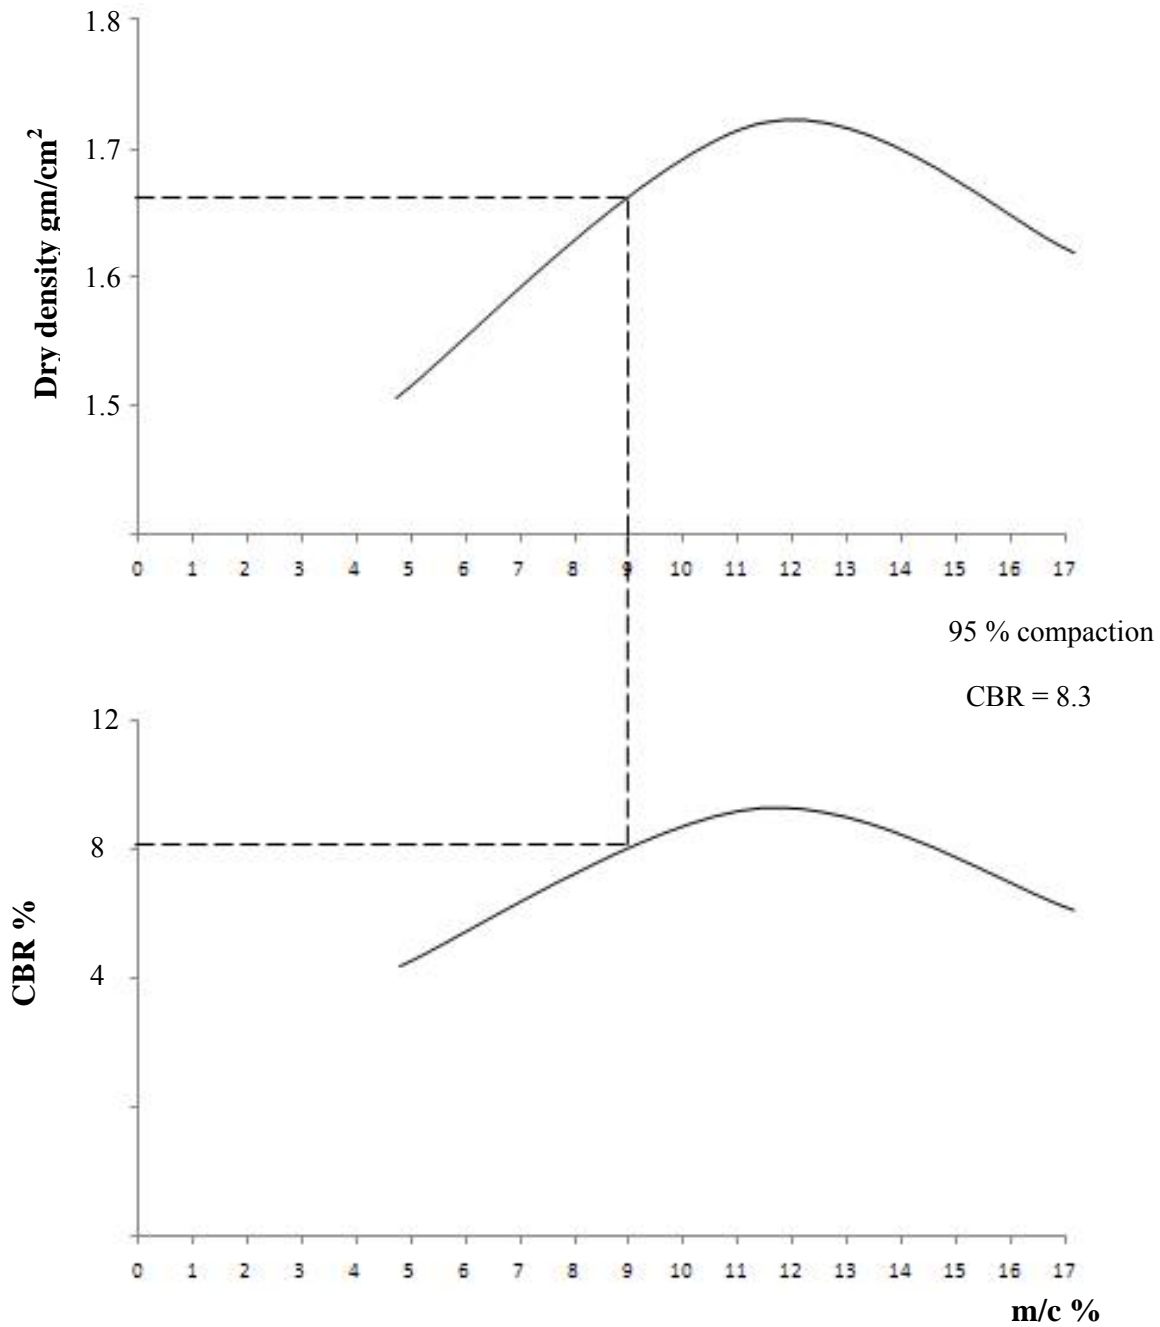 1.8
Dry density gm/cm²
1.7
1.6
1.5
0 1 2 3 4 5 6 7 8 9 10 11 12 13 14 15 16 17
95 % compaction
CBR = 8.3
12
8
CBR %
4
0 1 2 3 4 5 6 7 8 9 10 11 12 13 14 15 16 17
m/c %